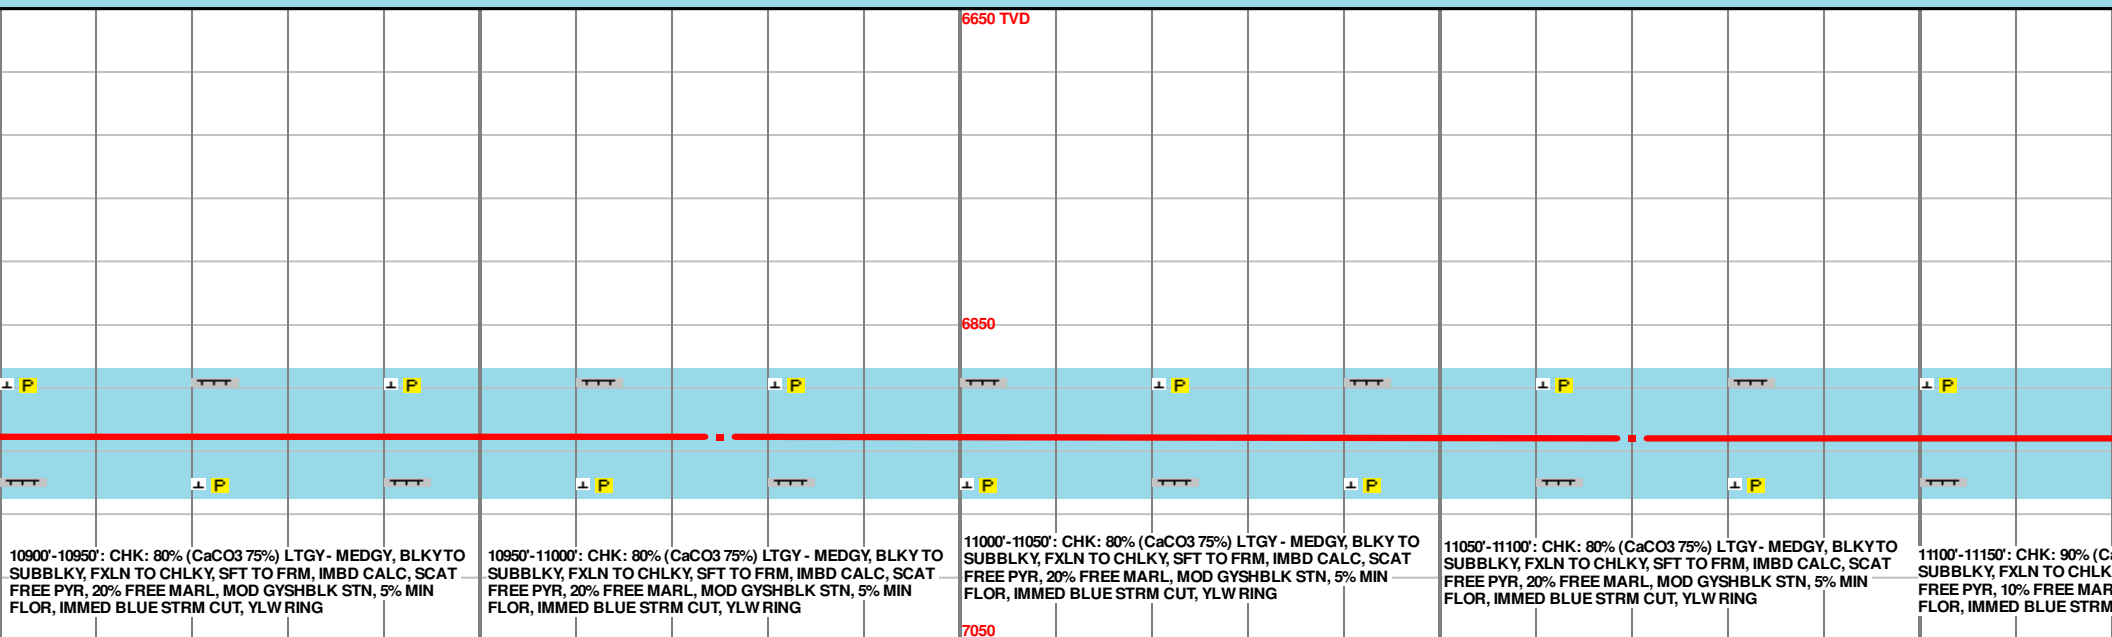 6650 TVD
6850
P
P
P
P
P
P
P
P
P
P
P
10900'-10950': CHK: 80% (CaCO3 75%) LTGY - MEDGY, BLKY TO
SUBBLKY, FXLN TO CHLKY, SFT TO FRM, IMBD CALC, SCAT
FREE PYR, 20% FREE MARL, MOD GYSHBLK STN, 5% MIN
FLOR, IMMED BLUE STRM CUT, YLW RING
10950'-11000': CHK: 80% (CaCO3 75%) LTGY - MEDGY, BLKY TO
SUBBLKY, FXLN TO CHLKY, SFT TO FRM, IMBD CALC, SCAT
FREE PYR, 20% FREE MARL, MOD GYSHBLK STN, 5% MIN
FLOR, IMMED BLUE STRM CUT, YLW RING
11000'-11050': CHK: 80% (CaCO3 75%) LTGY - MEDGY, BLKY TO
SUBBLKY, FXLN TO CHLKY, SFT TO FRM, IMBD CALC, SCAT
FREE PYR, 20% FREE MARL, MOD GYSHBLK STN, 5% MIN
FLOR, IMMED BLUE STRM CUT, YLW RING
11050'-11100': CHK: 80% (CaCO3 75%) LTGY - MEDGY, BLKY TO
SUBBLKY, FXLN TO CHLKY, SFT TO FRM, IMBD CALC, SCAT
FREE PYR, 20% FREE MARL, MOD GYSHBLK STN, 5% MIN
FLOR, IMMED BLUE STRM CUT, YLW RING
11100'-11150': CHK: 90% (Ca
SUBBLKY, FXLN TO CHLK
FREE PYR, 10% FREE MAR
FLOR, IMMED BLUE STRM
7050